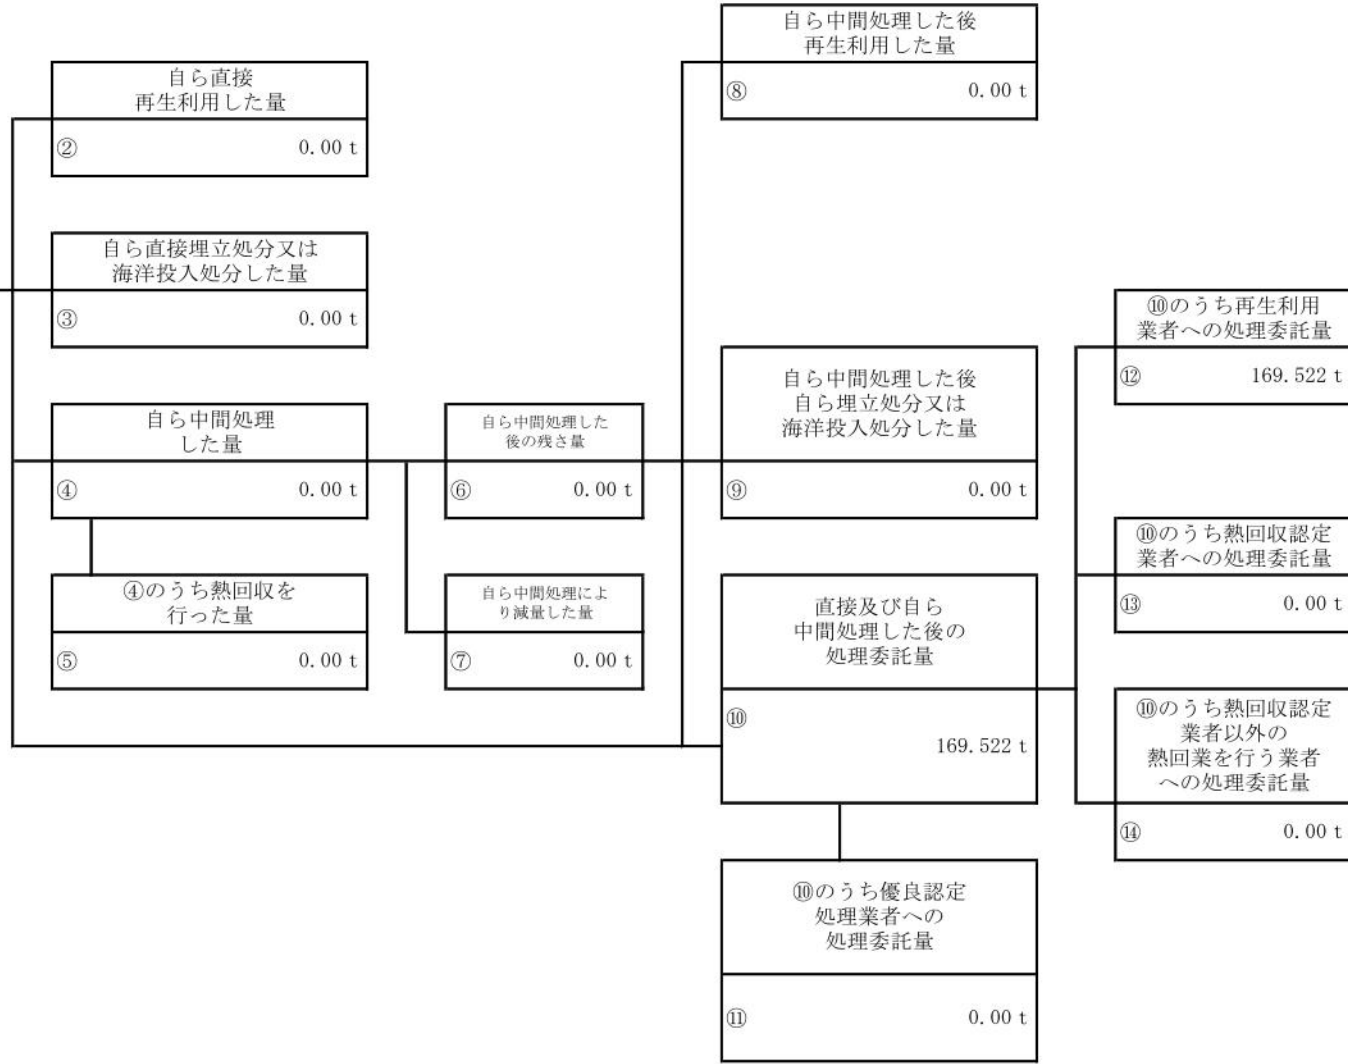 自ら直接
再生利用した量
② 0.00 t
自ら直接埋立処分又は
海洋投入処分した量
③ 0.00 t
自ら中間処理
した量
④ 0.00 t
④のうち熱回収を
行った量
⑤ 0.00 t
自ら中間処理した
後の残さ量
⑥ 0.00 t
自ら中間処理によ
り減量した量
⑦ 0.00 t
自ら中間処理した後
再生利用した量
⑧ 0.00 t
自ら中間処理した後
自ら埋立処分又は
海洋投入処分した量
⑨ 0.00 t
直接及び自ら
中間処理した後の
処理委託量
⑩
169.522 t
⑩のうち優良認定
処理業者への
処理委託量
⑪ 0.00 t
⑩のうち再生利用
業者への処理委託量
⑫ 169.522 t
⑩のうち熱回収認定
業者への処理委託量
⑬ 0.00 t
⑩のうち熱回収認定
業者以外の
熱回業を行う業者
への処理委託量
⑭ 0.00 t